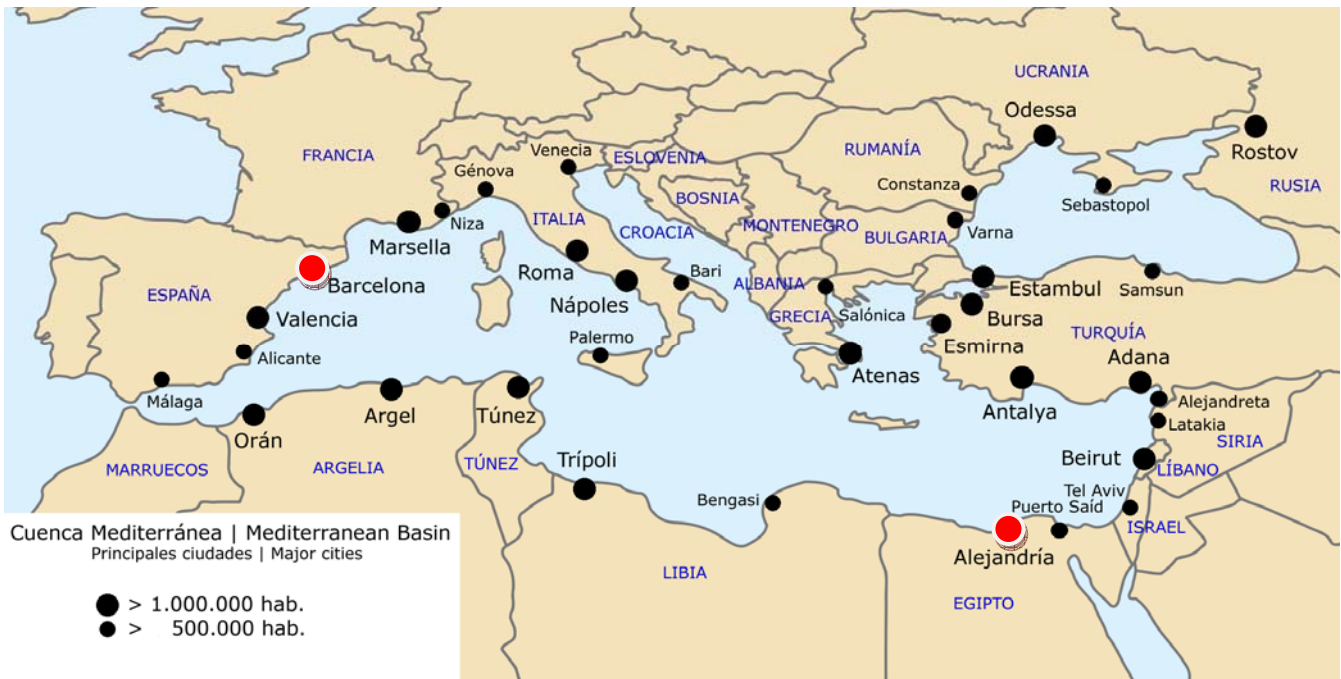 UCRANIA
Odessa
Rostov
FRANCIA
Venecia
ESLOVENIA
RUMANÍA
Génova
Constanza
RUSIA
BOSNIA
Sebastopol
Niza
ITALIA
MONTENEGRO
Varna
Marsella
CROACIA
BULGARIA
Roma
Bari
Barcelona
ALBANIA
Estambul
Samsun
ESPAÑA
Nápoles
Salónica
Valencia
GRECIA
Bursa
TURQUÍA
Palermo
Esmirna
Alicante
Adana
Atenas
Málaga
Alejandreta
Argel
Túnez
Antalya
Latakia
Orán
SIRIA
MARRUECOS
ARGELIA
TÚNEZ
Trípoli
Beirut
LÍBANO
Tel Aviv
Bengasi
Puerto Saíd
ISRAEL
Alejandría
LIBIA
EGIPTO
Cuenca Mediterránea | Mediterranean Basin
Principales ciudades | Major cities
> 1.000.000 hab.
> 500.000 hab.